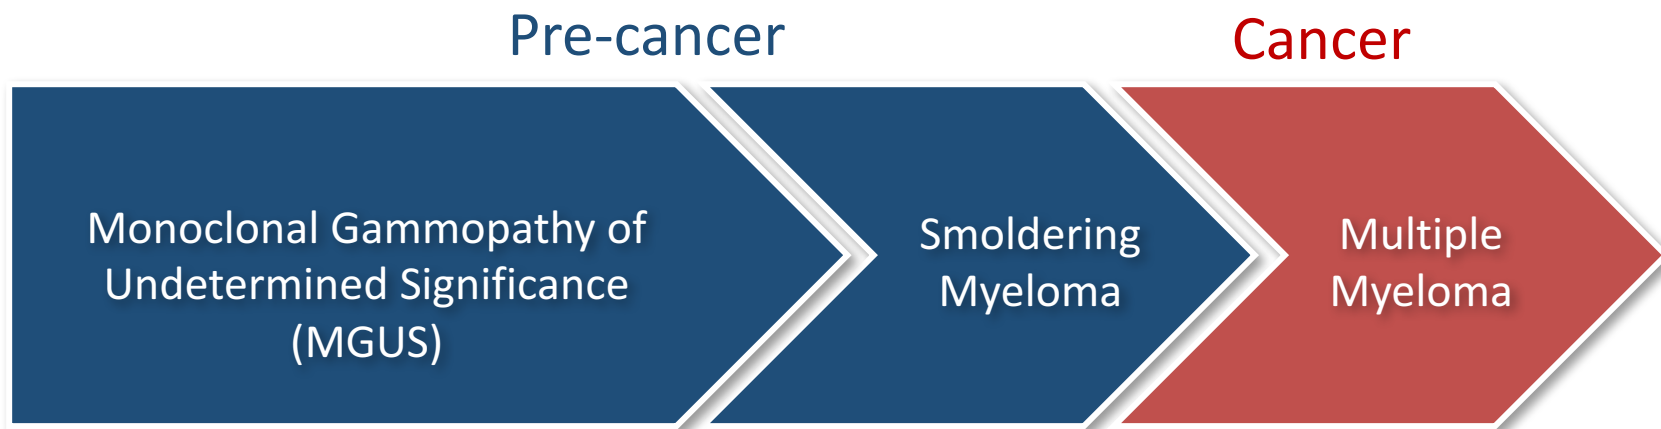 Pre-cancer
Cancer
Monoclonal Gammopathy of
Undetermined Significance
(MGUS)
Smoldering
Myeloma
Multiple
Myeloma